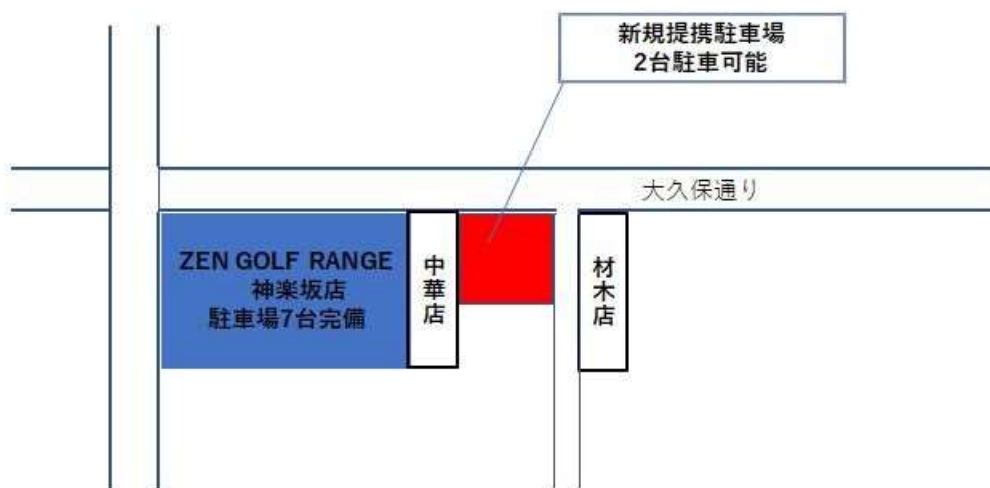 新規提携駐車場
2台駐車可能
大久保通り
ZEN GOLF RANGE
神楽坂店
駐車場7台完備
中華店
材木店